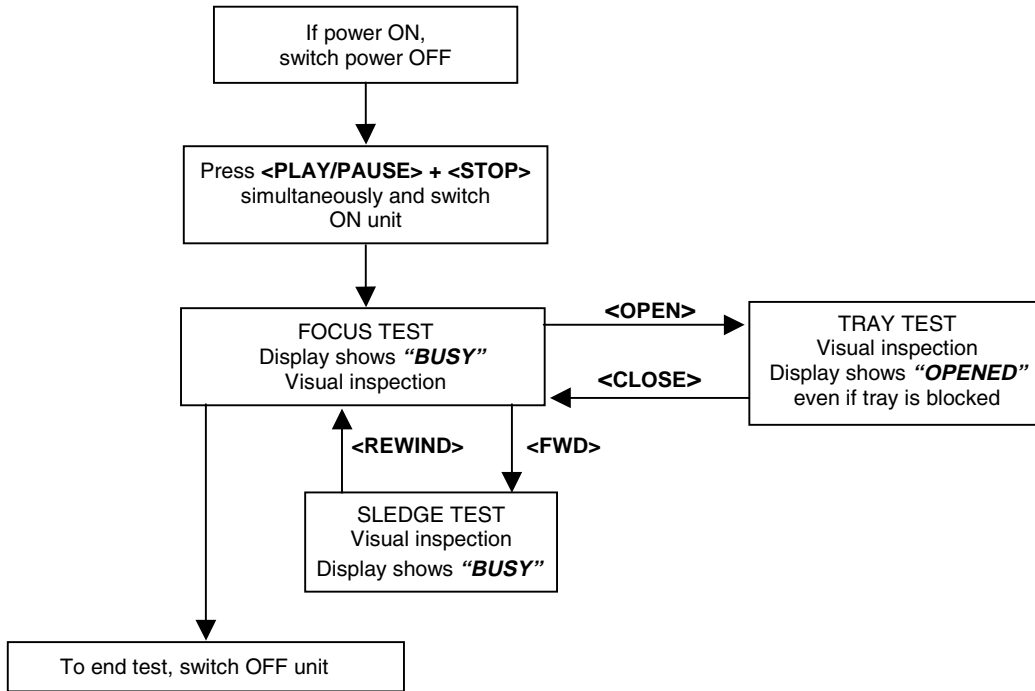 If power ON,
switch power OFF
Press <PLAY/PAUSE> + <STOP>
simultaneously and switch
ON unit
FOCUS TEST
Display shows “BUSY”
Visual inspection
<OPEN>
<CLOSE>
TRAY TEST
Visual inspection
Display shows “OPENED”
even if tray is blocked
<REWIND>
<FWD>
SLEDGE TEST
Visual inspection
Display shows “BUSY”
To end test, switch OFF unit